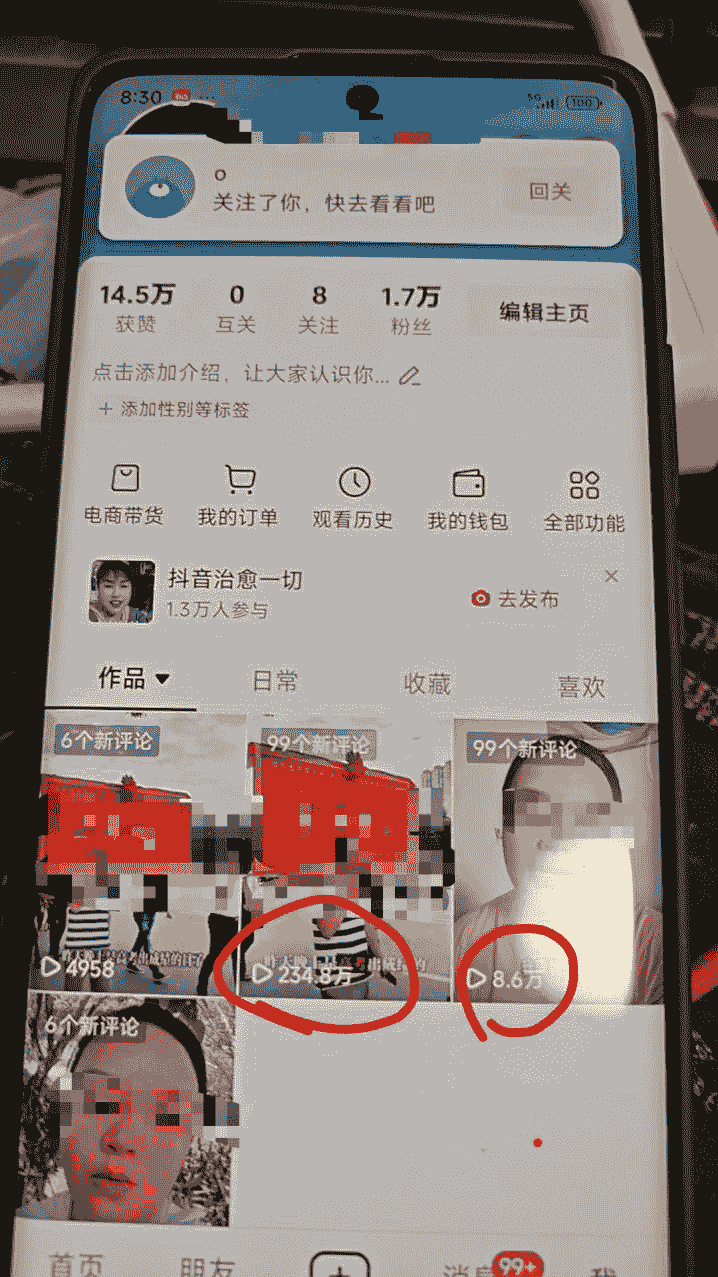 8:30
5G
100
o
关注了你，快去看看吧
回关
14.5万 0 8 1.7万
获赞 互关 关注 粉丝
编辑主页
点击添加介绍，让大家认识你...
+ 添加性别等标签
电商带货 我的订单 观看历史 我的钱包 全部功能
抖音治愈一切
1.3万人参与
去发布
作品 日常 收藏 喜欢
6个新评论 99个新评论 99个新评论
4958 234.8万 8.6万
6个新评论
首页 朋友 消息 99+ 我